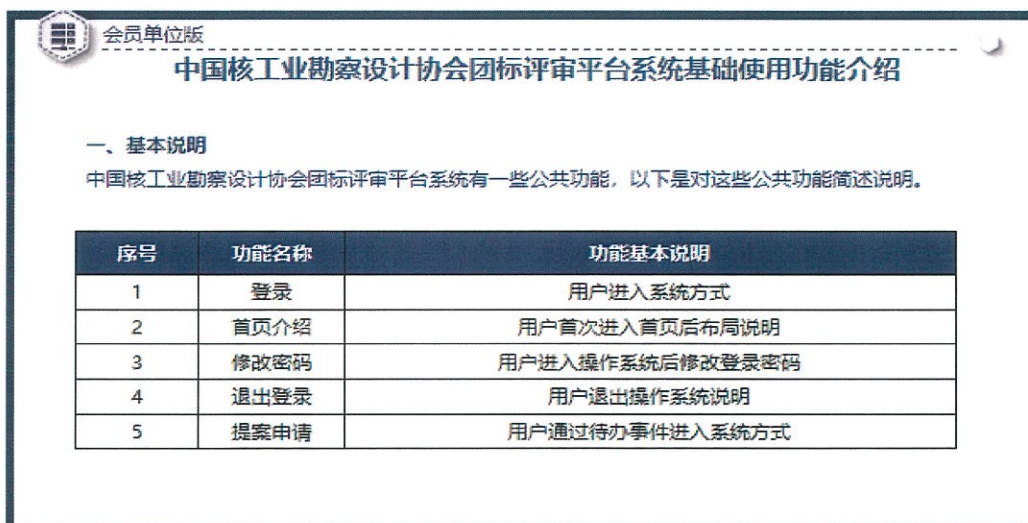 会员单位版
中国核工业勘察设计协会团标评审平台系统基础使用功能介绍
一、基本说明
中国核工业勘察设计协会团标评审平台系统有一些公共功能，以下是对这些公共功能简述说明。
序号 功能名称 功能基本说明
1 登录 用户进入系统方式
2 首页介绍 用户首次进入首页后布局说明
3 修改密码 用户进入操作系统后修改登录密码
4 退出登录 用户退出操作系统说明
5 提案申请 用户通过待办事件进入系统方式